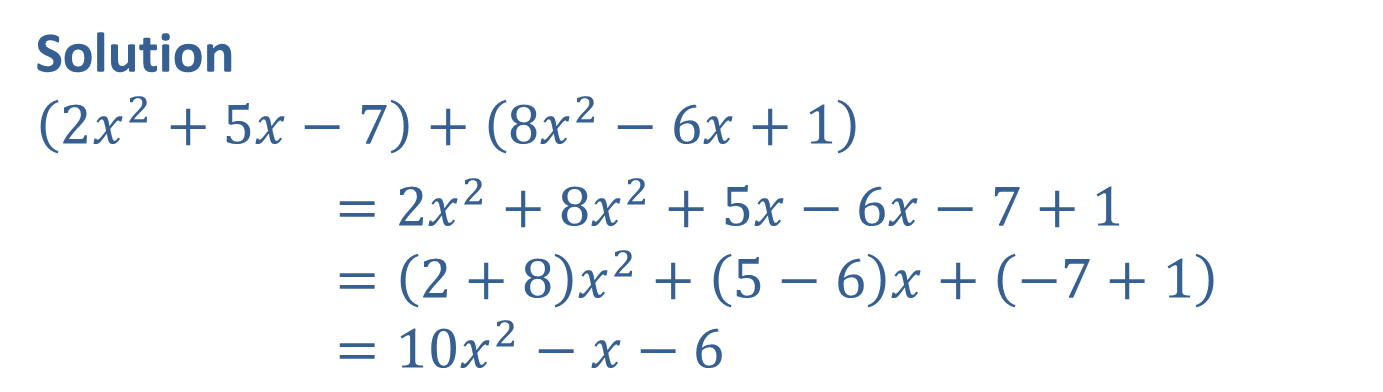 Solution
(2x² + 5x − 7) + (8x² − 6x + 1)
= 2x² + 8x² + 5x − 6x − 7 + 1
= (2 + 8)x² + (5 − 6)x + (−7 + 1)
= 10x² − x − 6